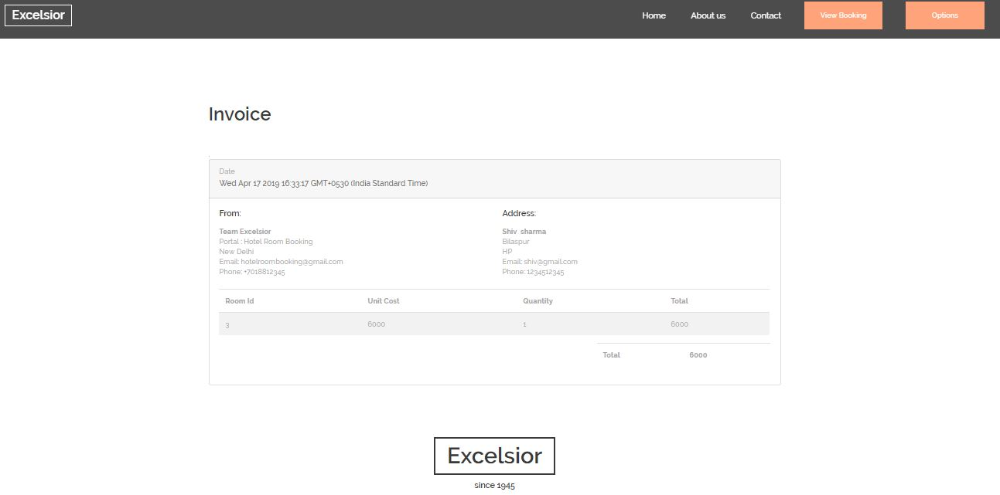 Excelsior
Home About us Contact View Booking Options
Invoice
Date
Wed Apr 17 2019 16:33:17 GMT+0530 (India Standard Time)
From:
Team Excelsior
Portal : Hotel Room Booking
New Delhi
Email: hotelroombooking@gmail.com
Phone: +7018812345
Address:
Shiv sharma
Bilaspur
HP
Email: shiv@gmail.com
Phone: 1234512345
Room Id Unit Cost Quantity Total
3 6000 1 6000
Total 6000
Excelsior
since 1945